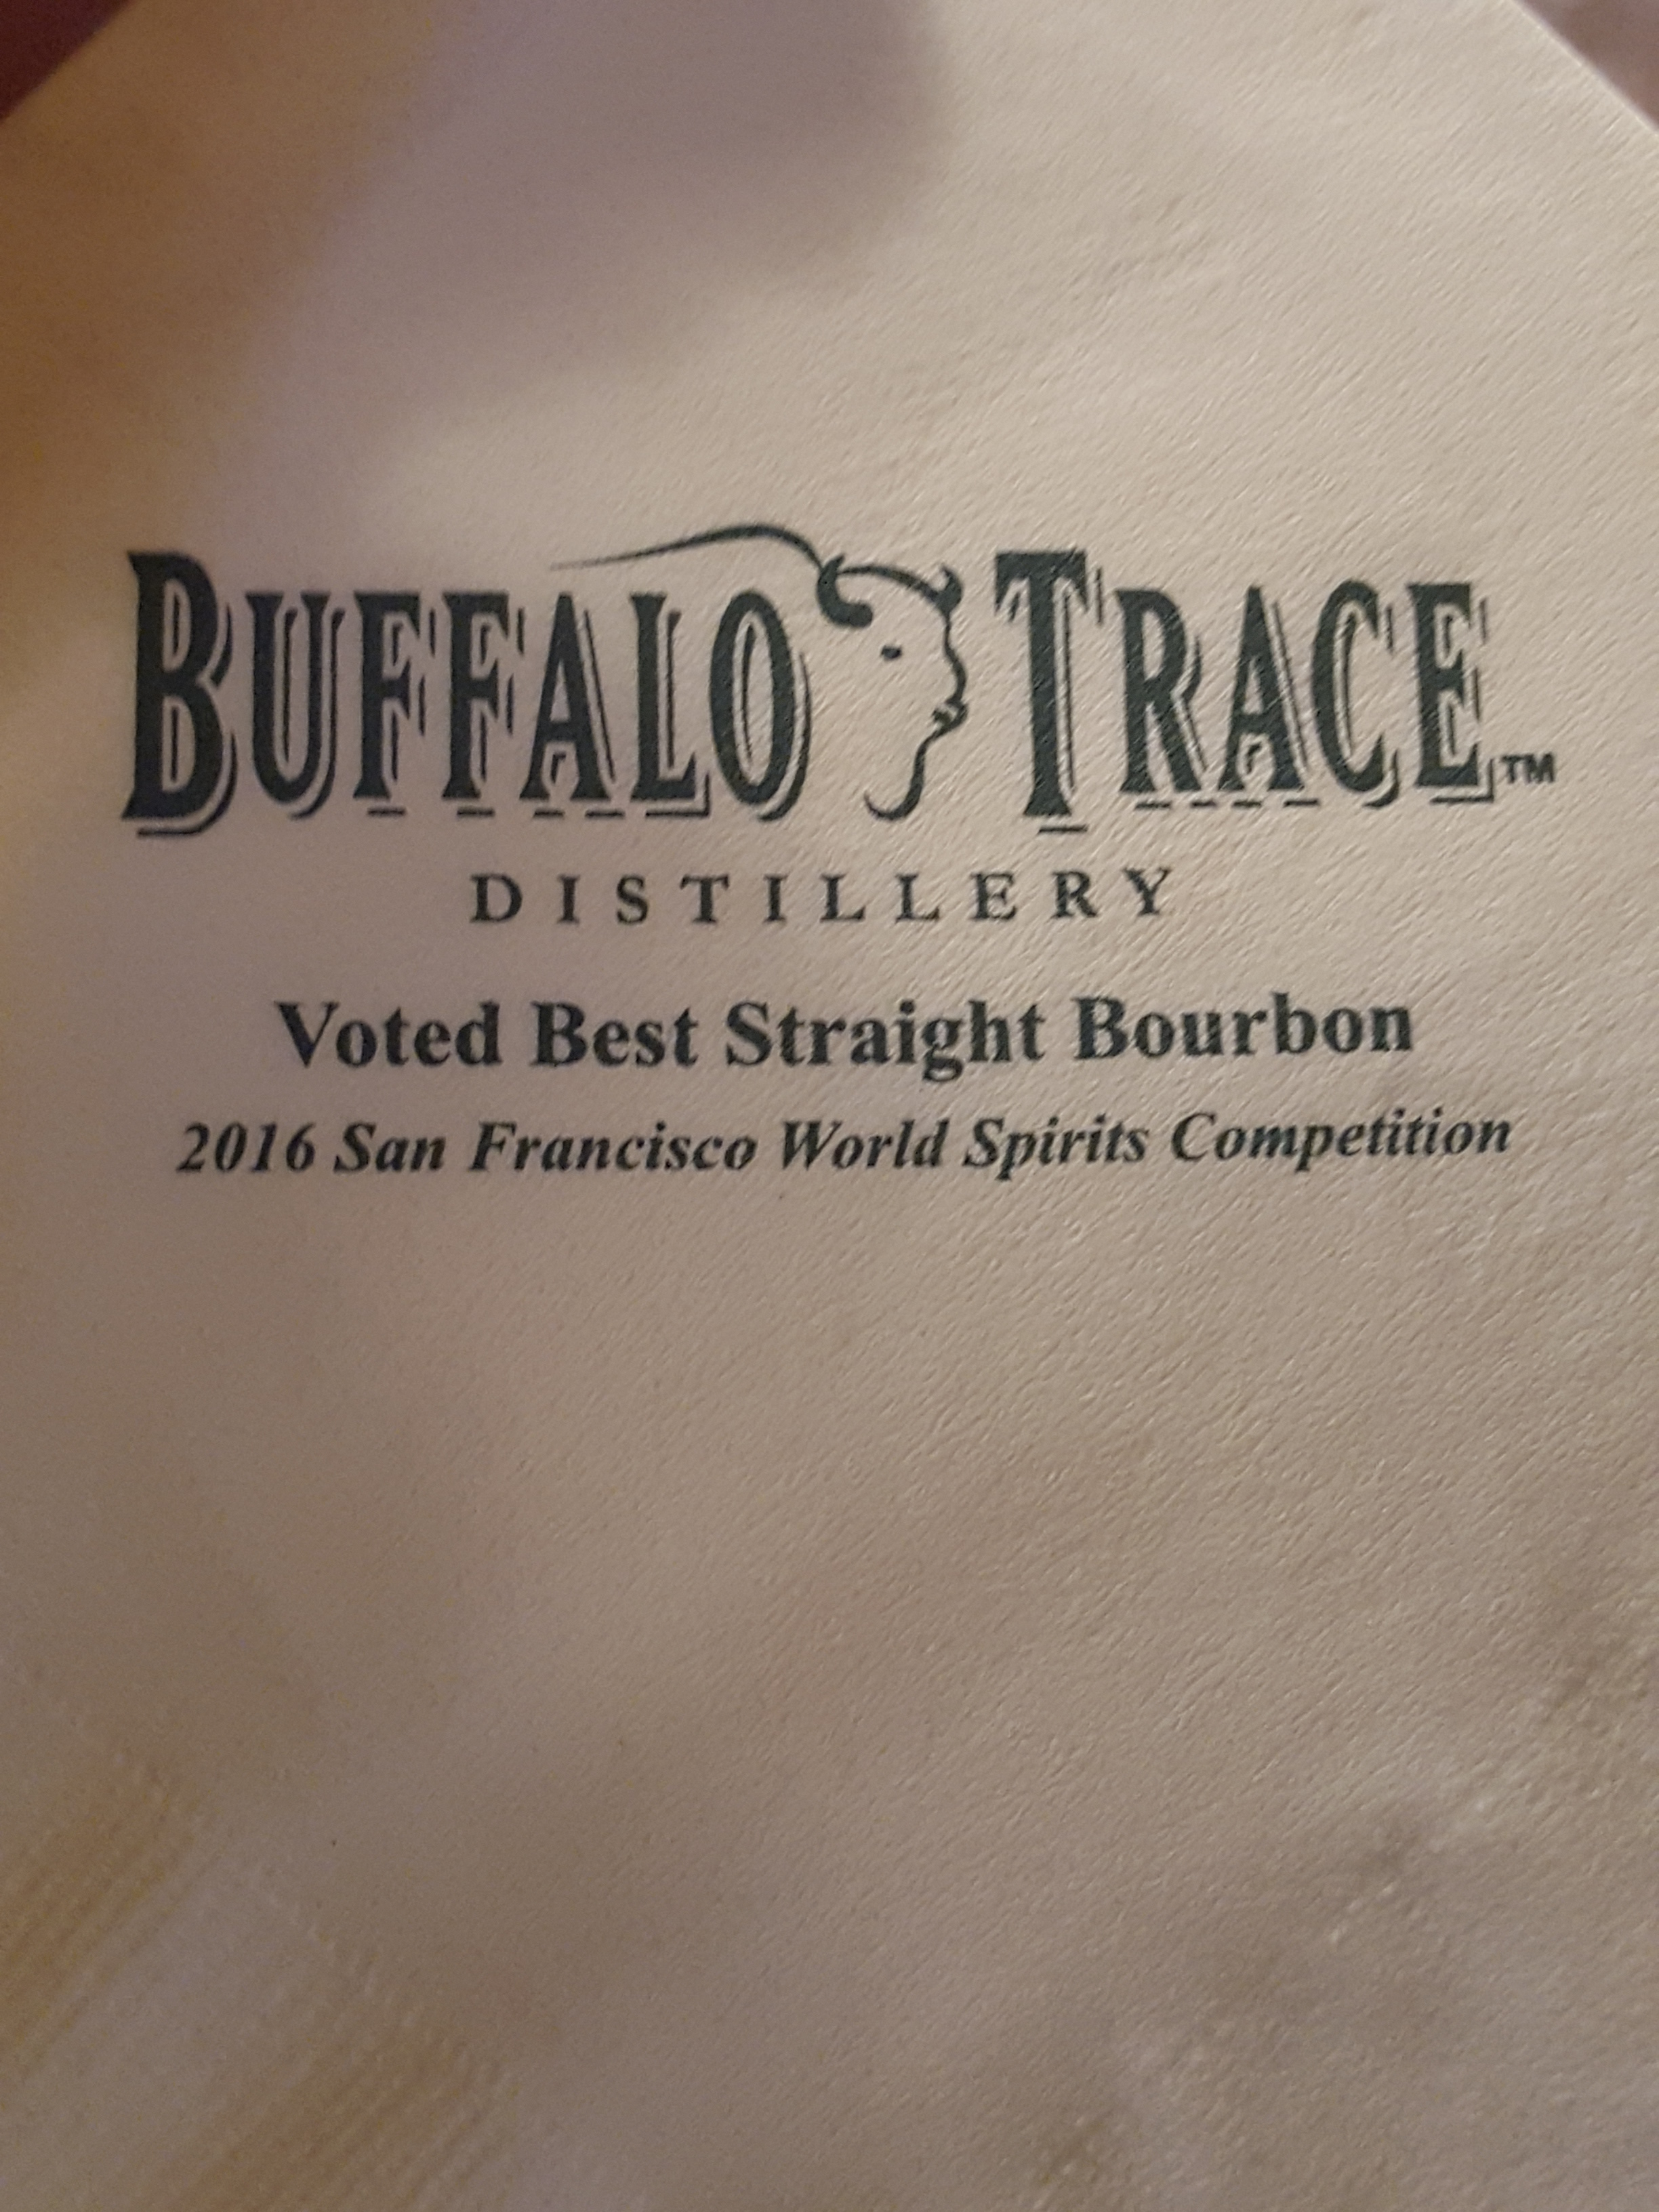 BUFFALO TRACE™
DISTILLERY
Voted Best Straight Bourbon
2016 San Francisco World Spirits Competition